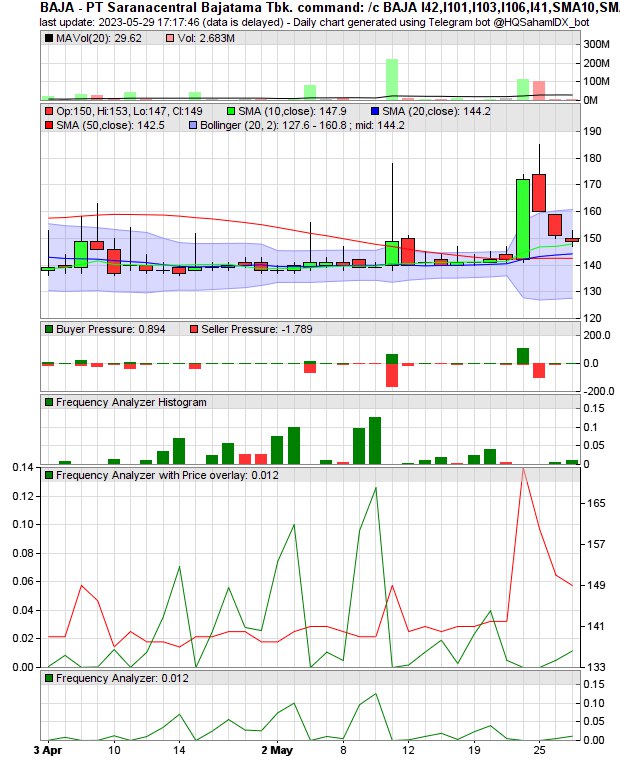 BAJA - PT Saranacentral Bajatama Tbk. command: /c BAJA I42,I101,I103,I106,I41,SMA10,SM
last update: 2023-05-29 17:17:46 (data is delayed) - Daily chart generated using Telegram bot @HQSahamIDX_bot
MAVol(20): 29.62 Vol: 2.683M
300M
200M
100M
0M
Op:150, Hi:153, Lo:147, Cl:149 SMA (10,close): 147.9 SMA (20,close): 144.2
SMA (50,close): 142.5 Bollinger (20, 2): 127.6 - 160.8 ; mid: 144.2
190
180
170
160
150
140
130
120
Buyer Pressure: 0.894 Seller Pressure: -1.789
200.0
0.0
-200.0
Frequency Analyzer Histogram
0.15
0.1
0.05
0
Frequency Analyzer with Price overlay: 0.012
0.14
0.12
0.10
0.08
0.06
0.04
0.02
0.00
165
157
149
141
133
Frequency Analyzer: 0.012
0.15
0.10
0.05
0.00
3 Apr 10 14 2 May 8 12 19 25